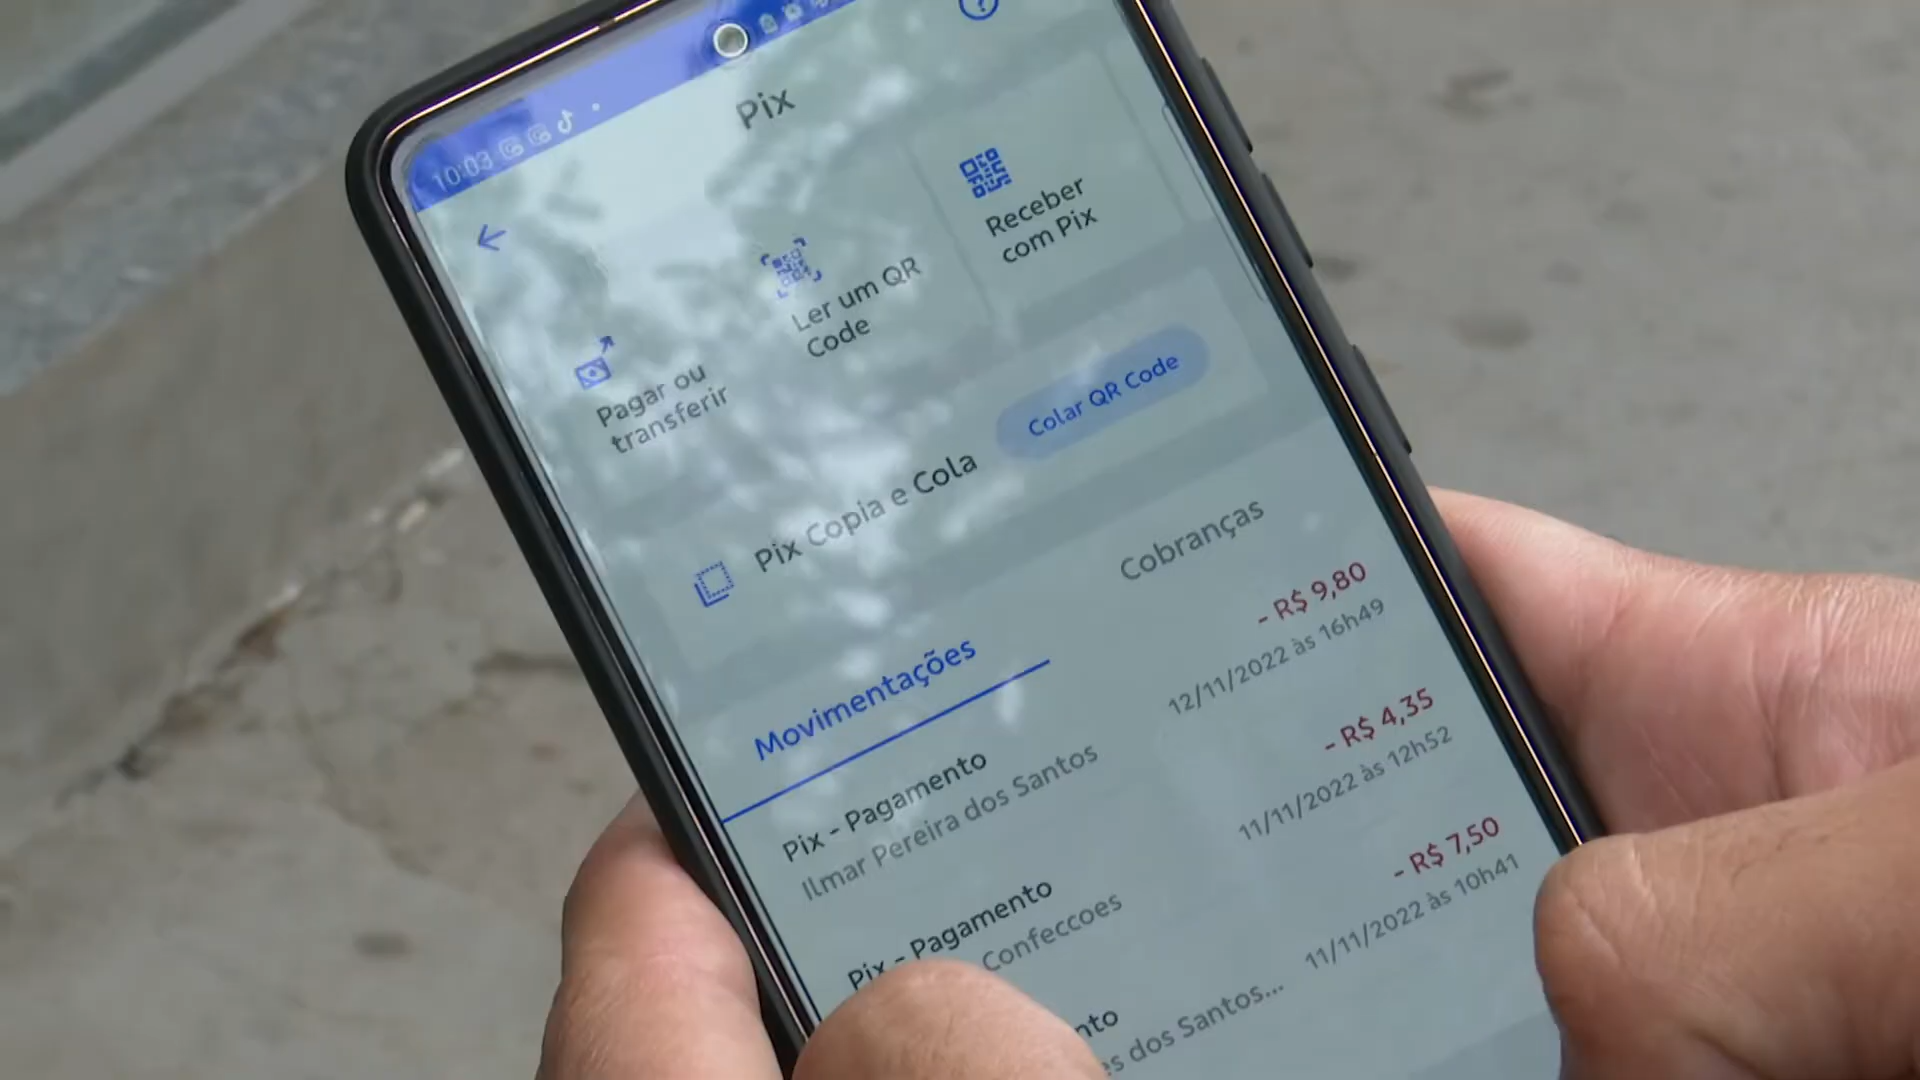 10:03
Pix
Pagar ou
transferir
Ler um QR
Code
Receber
com Pix
Pix Copia e Cola
Colar QR Code
Movimentações
Cobranças
Pix - Pagamento
- R$ 9,80
Ilmar Pereira dos Santos
12/11/2022 às 16h49
Pix - Pagamento
- R$ 4,35
Confeccoes
11/11/2022 às 12h52
nto
- R$ 7,50
es dos Santos...
11/11/2022 às 10h41